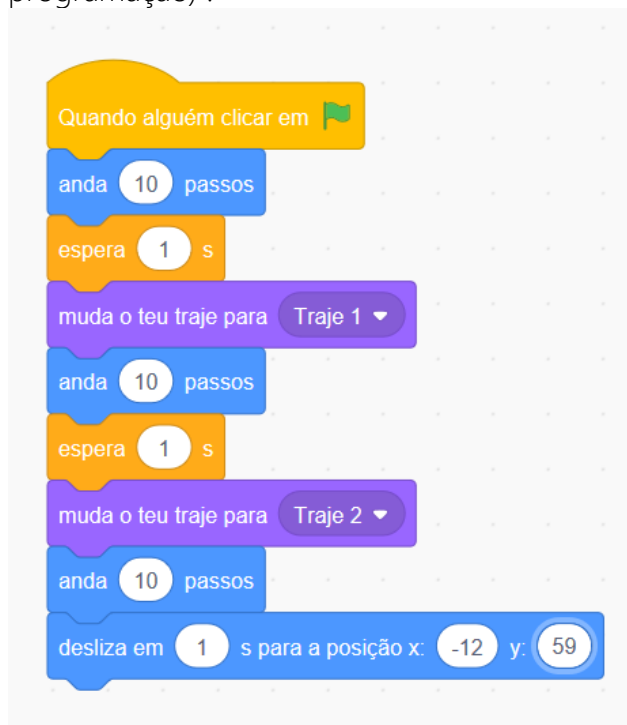 programação) .
Quando alguém clicar em
anda 10 passos
espera 1 s
muda o teu traje para Traje 1
anda 10 passos
espera 1 s
muda o teu traje para Traje 2
anda 10 passos
desliza em 1 s para a posição x: -12 y: 59